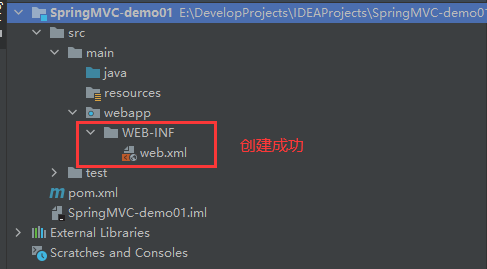 SpringMVC-demo01 E:\DevelopProjects\IDEAProjects\SpringMVC-demo01
src
main
java
resources
webapp
WEB-INF
创建成功
web.xml
test
pom.xml
SpringMVC-demo01.iml
External Libraries
Scratches and Consoles